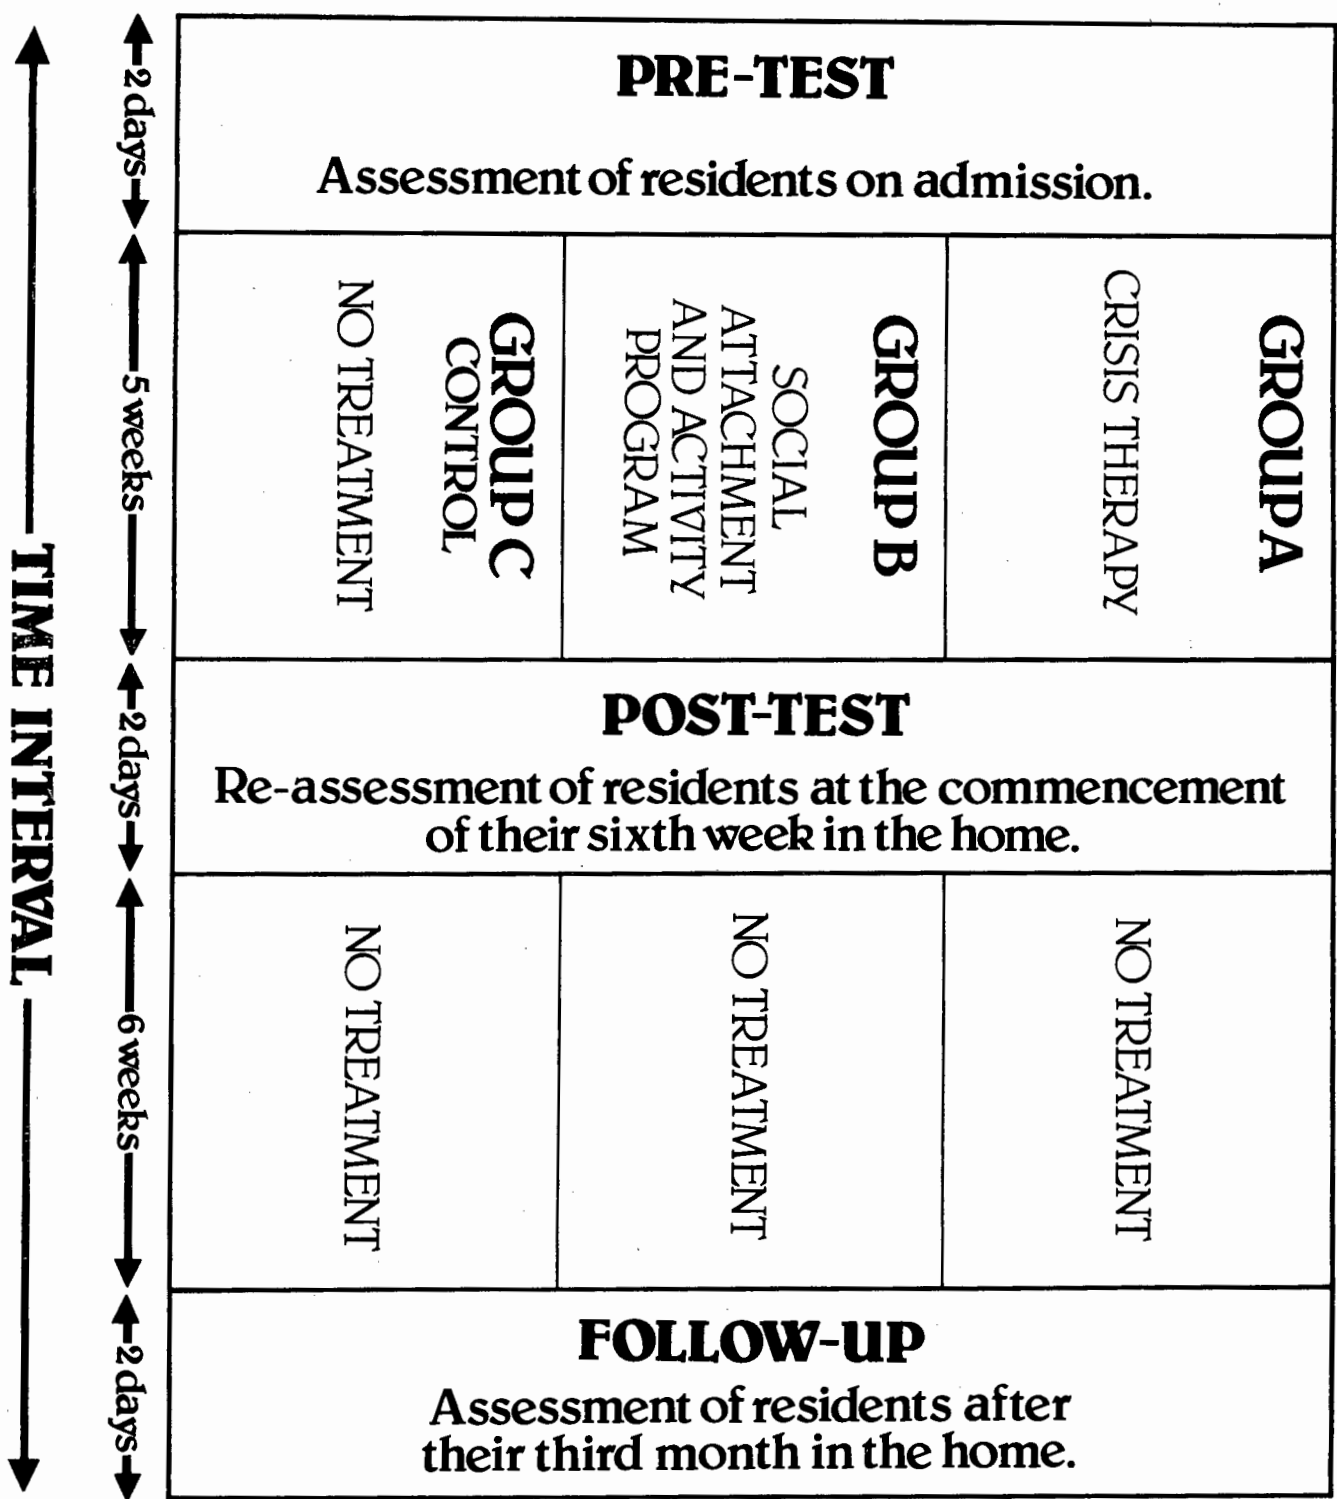 TIME INTERVAL
2 days
PRE-TEST
Assessment of residents on admission.
5 weeks
GROUP C
CONTROL
NO TREATMENT
GROUP B
SOCIAL
ATTACHMENT
AND ACTIVITY
PROGRAM
GROUP A
CRISIS THERAPY
2 days
POST-TEST
Re-assessment of residents at the commencement
of their sixth week in the home.
6 weeks
NO TREATMENT
NO TREATMENT
NO TREATMENT
2 days
FOLLOW-UP
Assessment of residents after
their third month in the home.